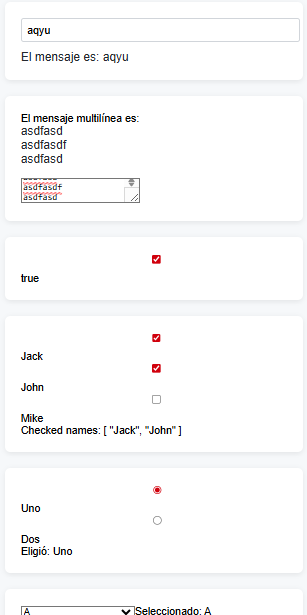 aqyu
El mensaje es: aqyu
El mensaje multilínea es:
asdfasd
asdfasdf
asdfasd
asdfasdf
asdfasd
true
Jack
John
Mike
Checked names: [ "Jack", "John" ]
Uno
Dos
Eligió: Uno
A Seleccionado: A